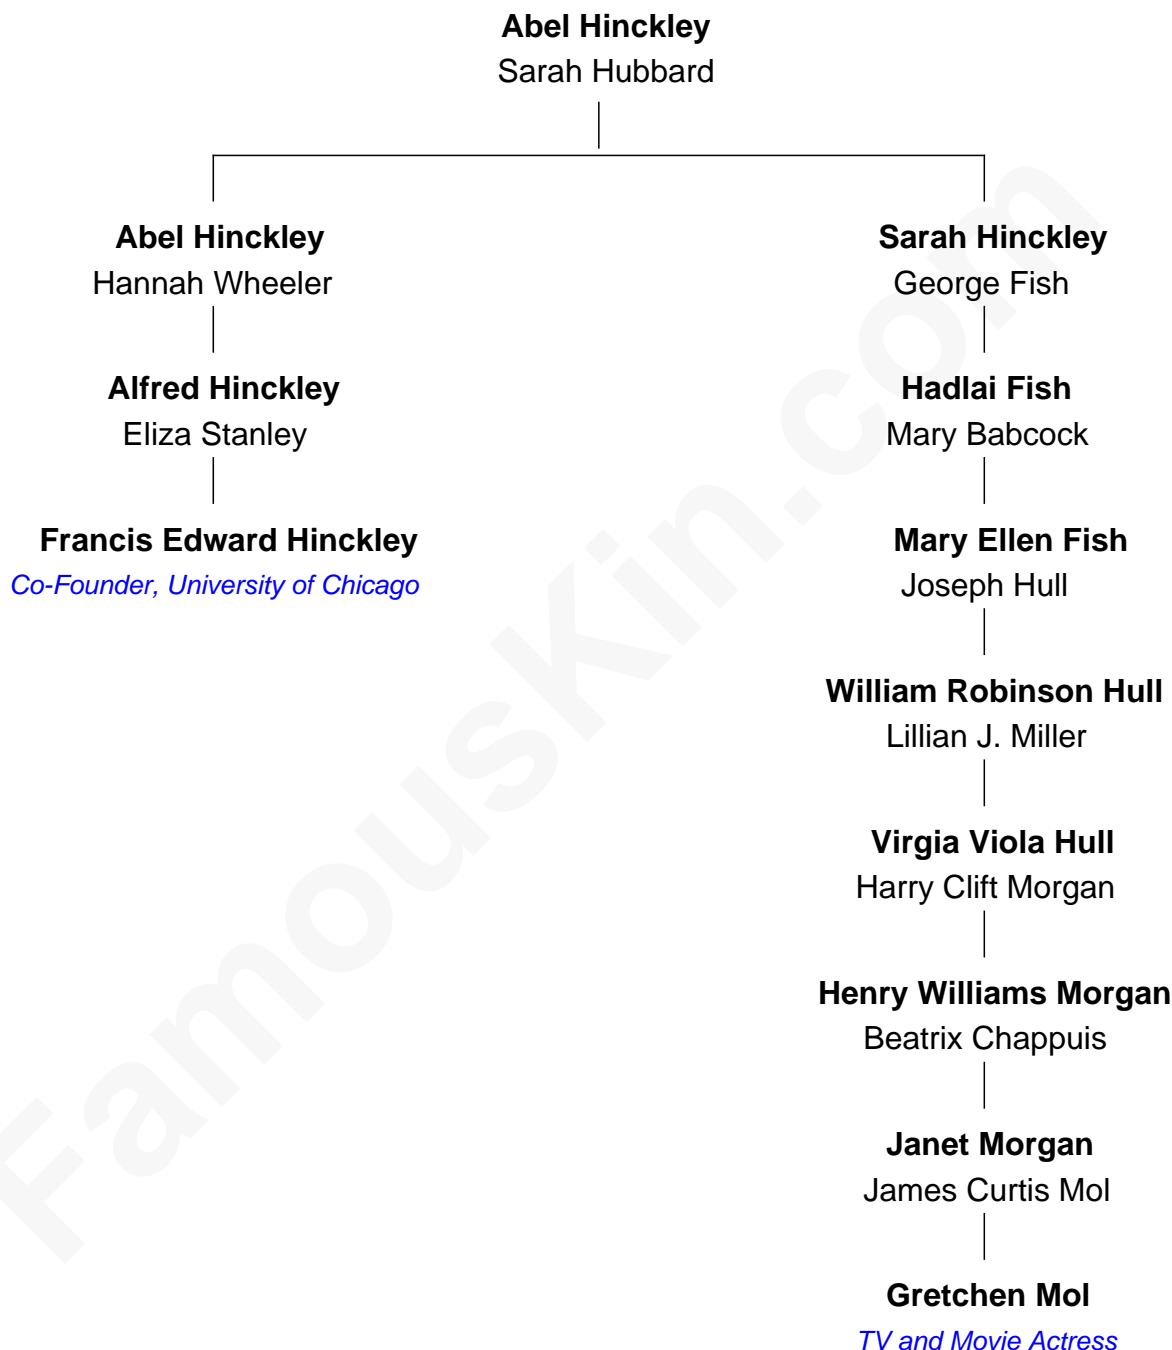 Abel Hinckley
Sarah Hubbard
Abel Hinckley
Hannah Wheeler
Sarah Hinckley
George Fish
Alfred Hinckley
Eliza Stanley
Hadlai Fish
Mary Babcock
Francis Edward Hinckley
Co-Founder, University of Chicago
Mary Ellen Fish
Joseph Hull
William Robinson Hull
Lillian J. Miller
Virgia Viola Hull
Harry Clift Morgan
Henry Williams Morgan
Beatrix Chappuis
Janet Morgan
James Curtis Mol
Gretchen Mol
TV and Movie Actress
FamousKin.com